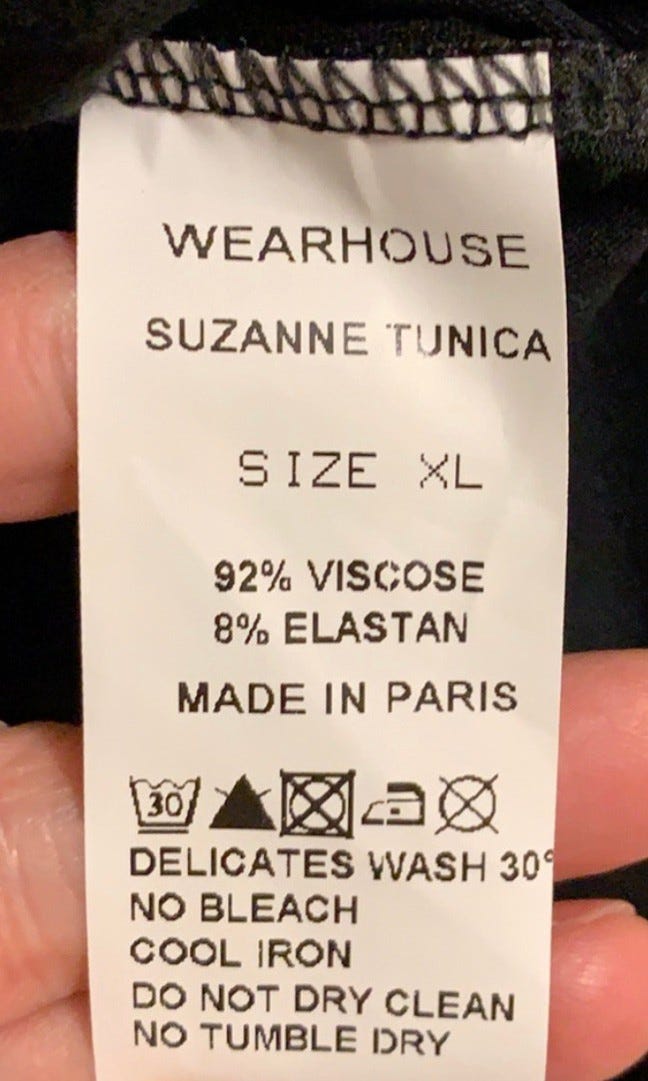 WEARHOUSE
SUZANNE TUNICA
SIZE XL
92% VISCOSE
8% ELASTAN
MADE IN PARIS
30
DELICATES WASH 30°
NO BLEACH
COOL IRON
DO NOT DRY CLEAN
NO TUMBLE DRY